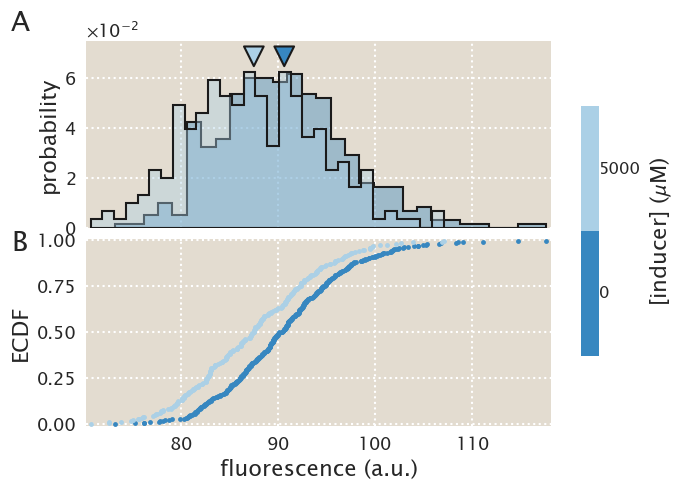 A
×10⁻²
6
4
2
0
probability
B
1.00
0.75
0.50
0.25
0.00
ECDF
80 90 100 110
fluorescence (a.u.)
5000
0
[inducer] (μM)